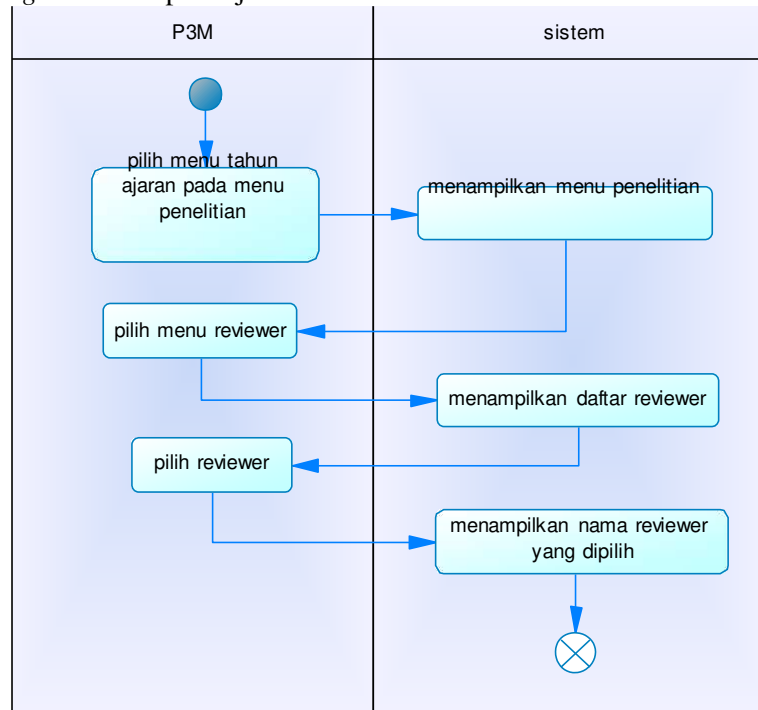 P3M
sistem
pilih menu tahun
ajaran pada menu
penelitian
menampilkan menu penelitian
pilih menu reviewer
menampilkan daftar reviewer
pilih reviewer
menampilkan nama reviewer
yang dipilih